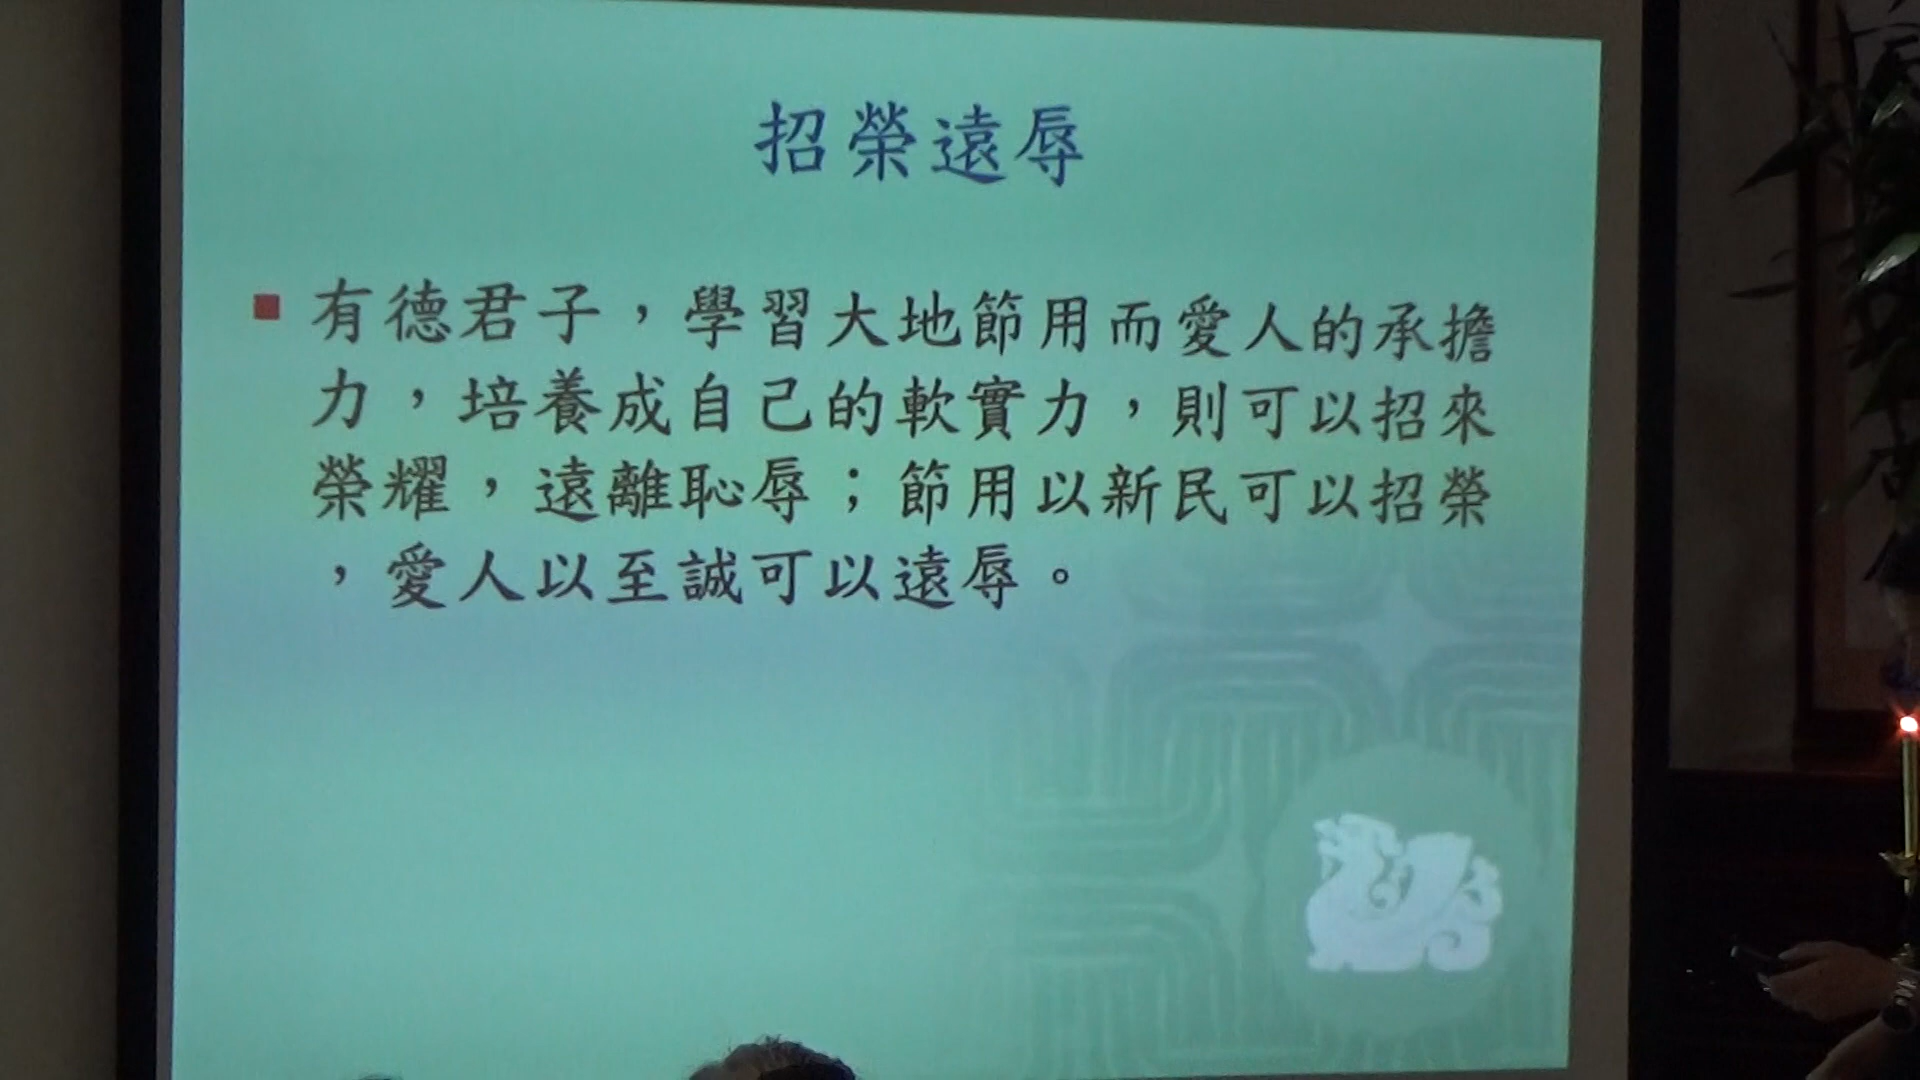 招榮遠辱
有德君子，學習大地節用而愛人的承擔
力，培養成自己的軟實力，則可以招來
榮耀，遠離恥辱；節用以新民可以招榮
，愛人以至誠可以遠辱。